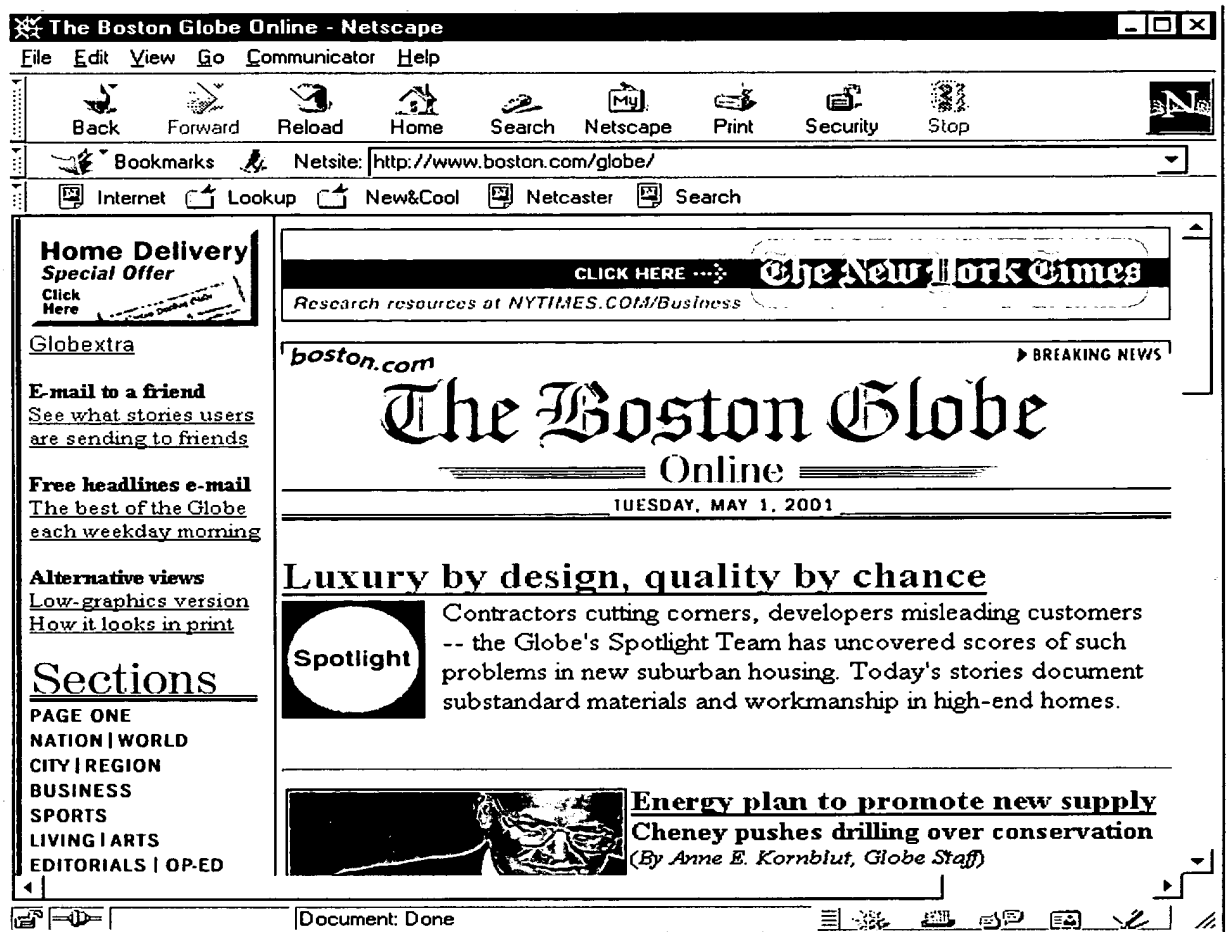 The Boston Globe Online - Netscape
File Edit View Go Communicator Help
Back Forward Reload Home Search Netscape Print Security Stop
My
N
Bookmarks Netsite: http://www.boston.com/globe/
Internet Lookup New&Cool Netcaster Search
Home Delivery
Special Offer
Click
Here
Globextra
E-mail to a friend
See what stories users
are sending to friends
Free headlines e-mail
The best of the Globe
each weekday morning
Alternative views
Low-graphics version
How it looks in print
Sections
PAGE ONE
NATION | WORLD
CITY | REGION
BUSINESS
SPORTS
LIVING | ARTS
EDITORIALS | OP-ED
CLICK HERE The New York Times
Research resources at NYTIMES.COM/Business
boston.com
BREAKING NEWS
The Boston Globe
Online
TUESDAY, MAY 1, 2001
Luxury by design, quality by chance
Spotlight
Contractors cutting corners, developers misleading customers
-- the Globe's Spotlight Team has uncovered scores of such
problems in new suburban housing. Today's stories document
substandard materials and workmanship in high-end homes.
Energy plan to promote new supply
Cheney pushes drilling over conservation
(By Anne E. Kornblut, Globe Staff)
Document: Done